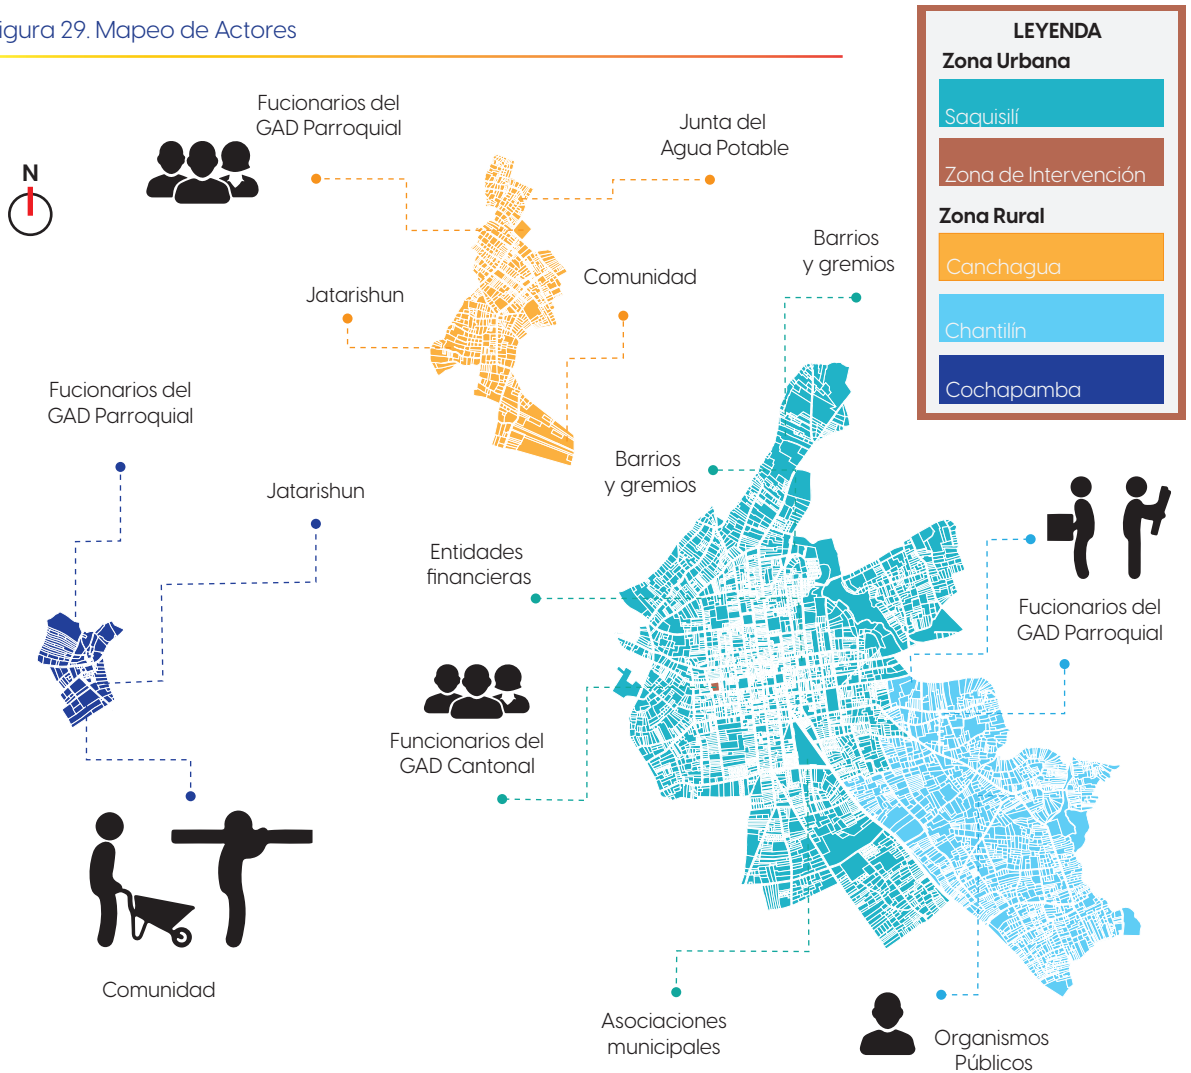 igura 29. Mapeo de Actores
LEYENDA
Zona Urbana
Saquisilí
Zona de Intervención
Zona Rural
Canchagua
Chantilín
Cochapamba
N
Fucionarios del
GAD Parroquial
Junta del
Agua Potable
Barrios
y gremios
Jatarishun
Comunidad
Fucionarios del
GAD Parroquial
Jatarishun
Barrios
y gremios
Entidades
financieras
Fucionarios del
GAD Parroquial
Funcionarios del
GAD Cantonal
Comunidad
Asociaciones
municipales
Organismos
Públicos